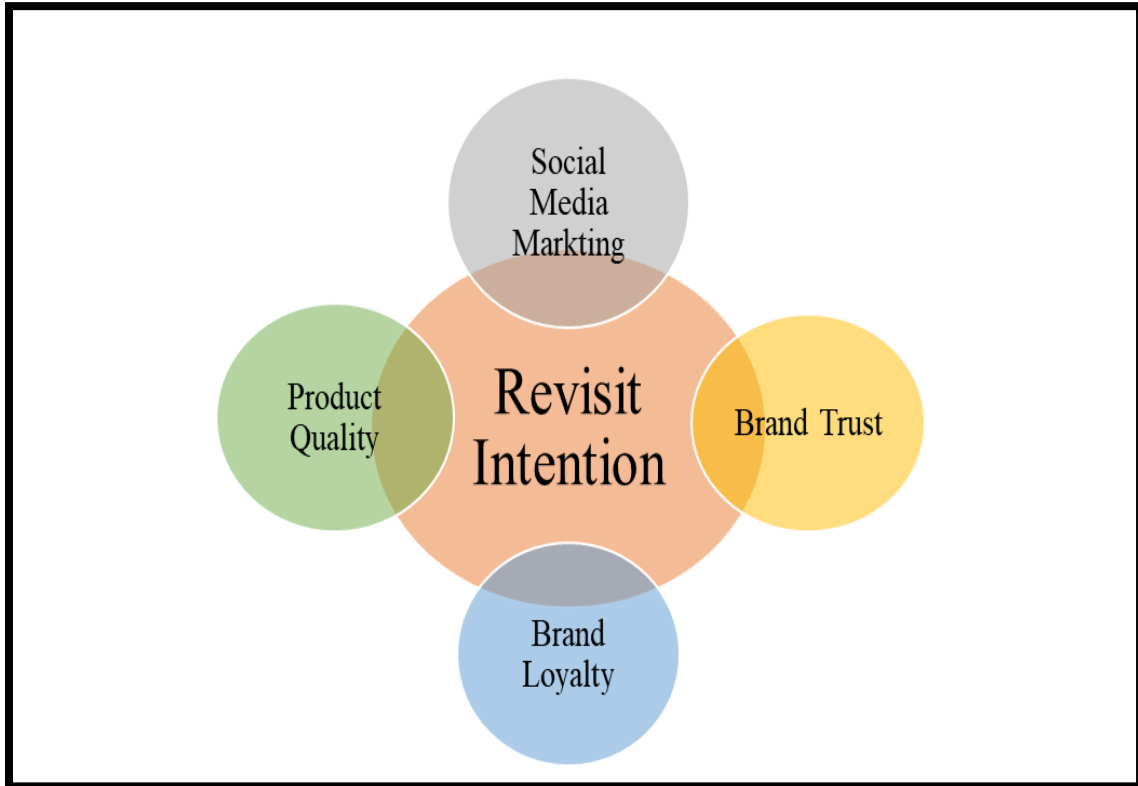 Social
Media
Markting
Product
Quality
Revisit
Intention
Brand Trust
Brand
Loyalty